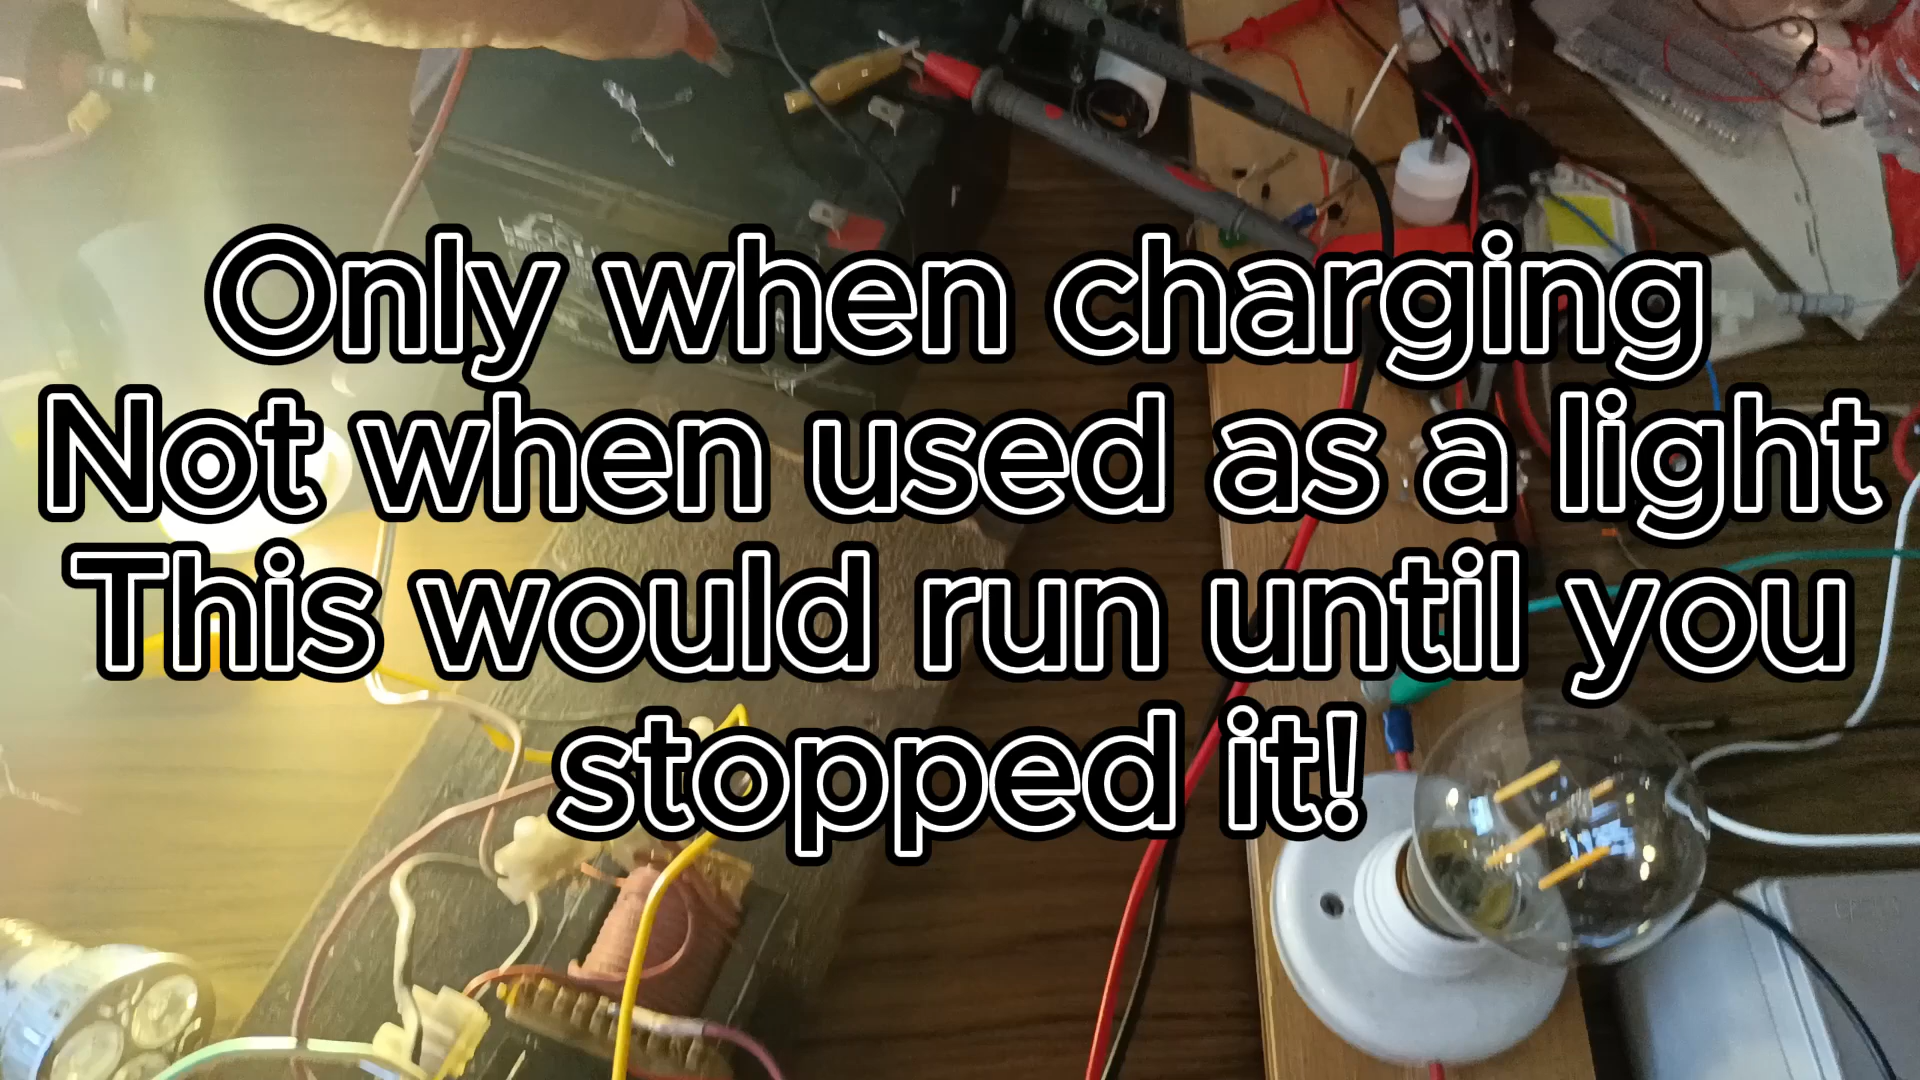 Only when charging
Not when used as a light
This would run until you
stopped it!